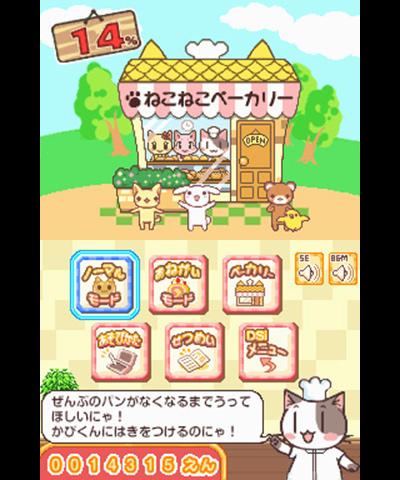 14%
ねこねこベーカリー
OPEN
SE
BGM
ノーマル
モード
おねがい
モード
ベーカリー
あそびかた
せつめい
DSi
メニュー
ぜんぶのパンがなくなるまでうって
ほしいにゃ！
かびくんにはきをつけるのにゃ！
0014315えん